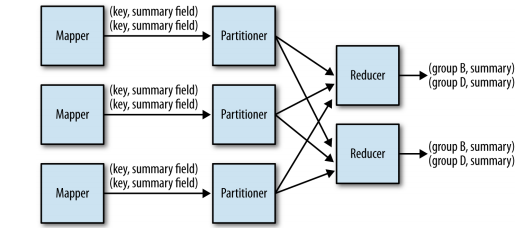 (key, summary field)
(key, summary field)
Mapper
Partitioner
Reducer
(group B, summary)
(group D, summary)
(key, summary field)
(key, summary field)
Mapper
Partitioner
Reducer
(group B, summary)
(group D, summary)
(key, summary field)
(key, summary field)
Mapper
Partitioner